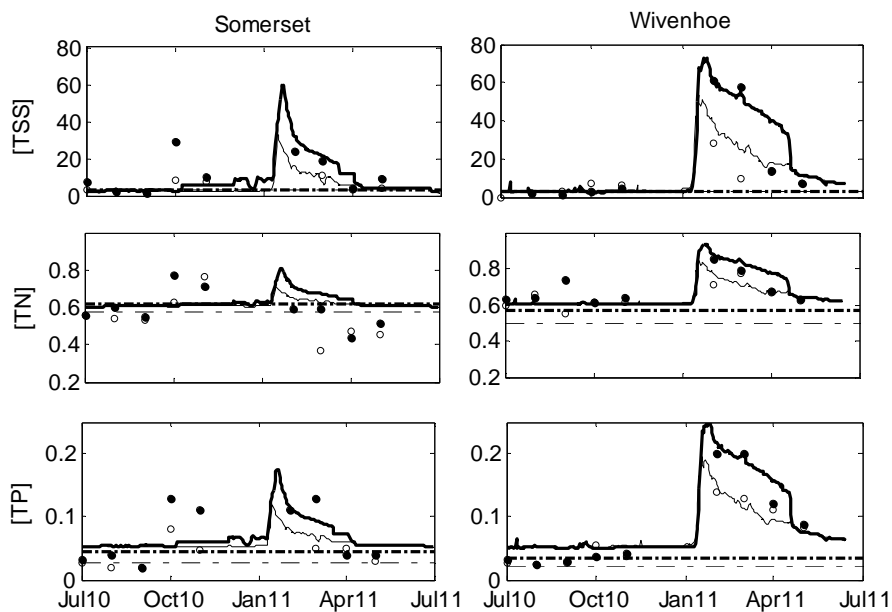 Somerset Wivenhoe
80 80
60 60
[TSS] 40 40
20 20
0 0
0.8 0.8
[TN] 0.6 0.6
0.4 0.4
0.2 0.2
0.2 0.2
[TP] 0.1 0.1
0 0
Jul10 Oct10 Jan11 Apr11 Jul11 Jul10 Oct10 Jan11 Apr11 Jul11